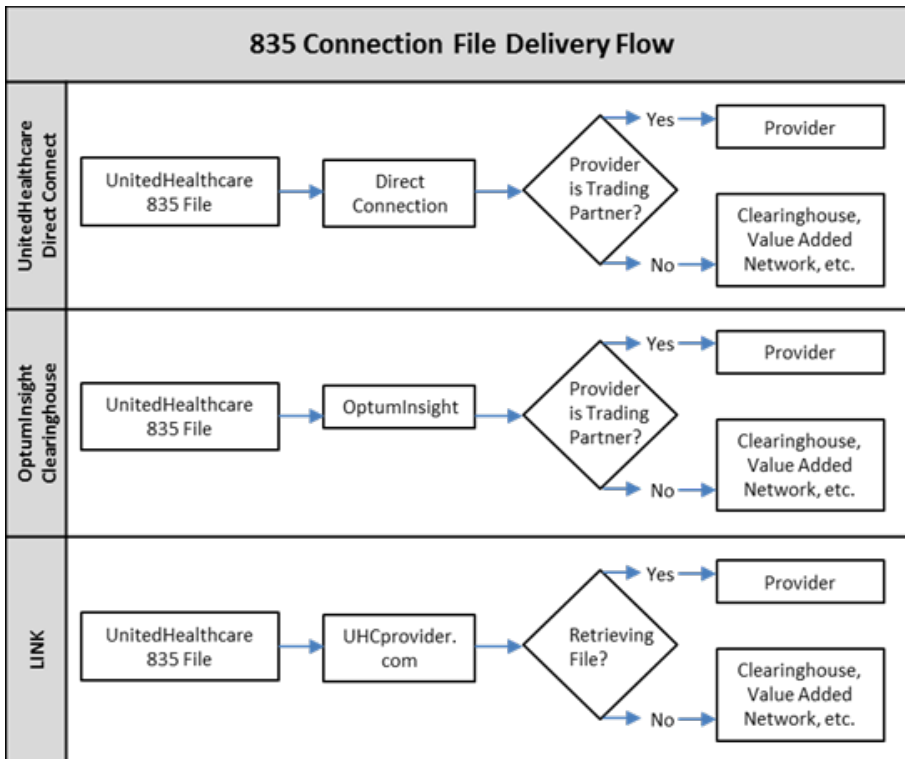 835 Connection File Delivery Flow
UnitedHealthcare
Direct Connect
UnitedHealthcare
835 File
Direct
Connection
Provider
is Trading
Partner?
Yes
Provider
No
Clearinghouse,
Value Added
Network, etc.
OptumInsight
Clearinghouse
UnitedHealthcare
835 File
OptumInsight
Provider
is Trading
Partner?
Yes
Provider
No
Clearinghouse,
Value Added
Network, etc.
LINK
UnitedHealthcare
835 File
UHCprovider.
com
Retrieving
File?
Yes
Provider
No
Clearinghouse,
Value Added
Network, etc.